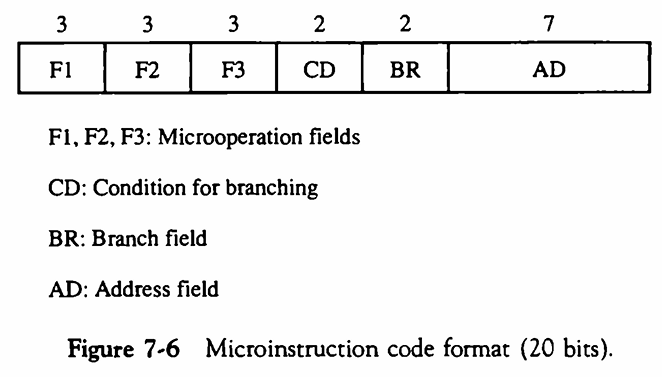 3 3 3 2 2 7
F1 F2 F3 CD BR AD
F1, F2, F3: Microoperation fields
CD: Condition for branching
BR: Branch field
AD: Address field
Figure 7-6 Microinstruction code format (20 bits).